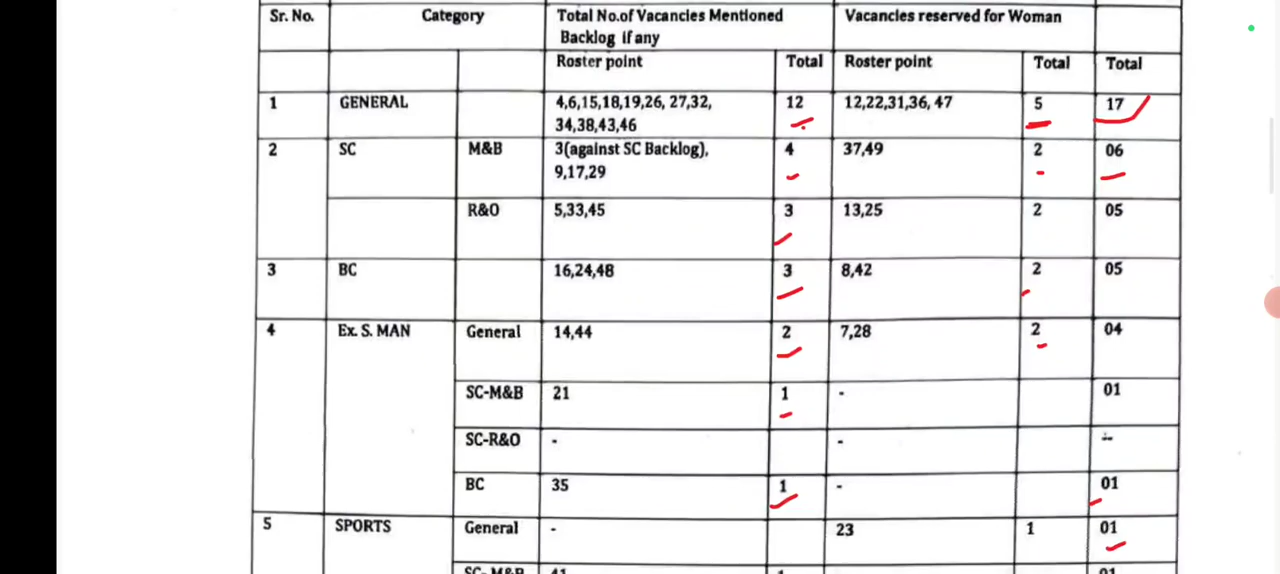 Sr. No. Category Total No.of Vacancies Mentioned Vacancies reserved for Woman
Backlog if any
Roster point Total Roster point Total Total
1 GENERAL 4,6,15,18,19,26, 27,32, 12 12,22,31,36, 47 5 17
34,38,43,46
2 SC M&B 3(against SC Backlog), 4 37,49 2 06
9,17,29
R&O 5,33,45 3 13,25 2 05
3 BC 16,24,48 3 8,42 2 05
4 Ex. S. MAN General 14,44 2 7,28 2 04
SC-M&B 21 1 - 01
SC-R&O - - --
BC 35 1 - 01
5 SPORTS General - 23 1 01
SC- M&B 41 1 01